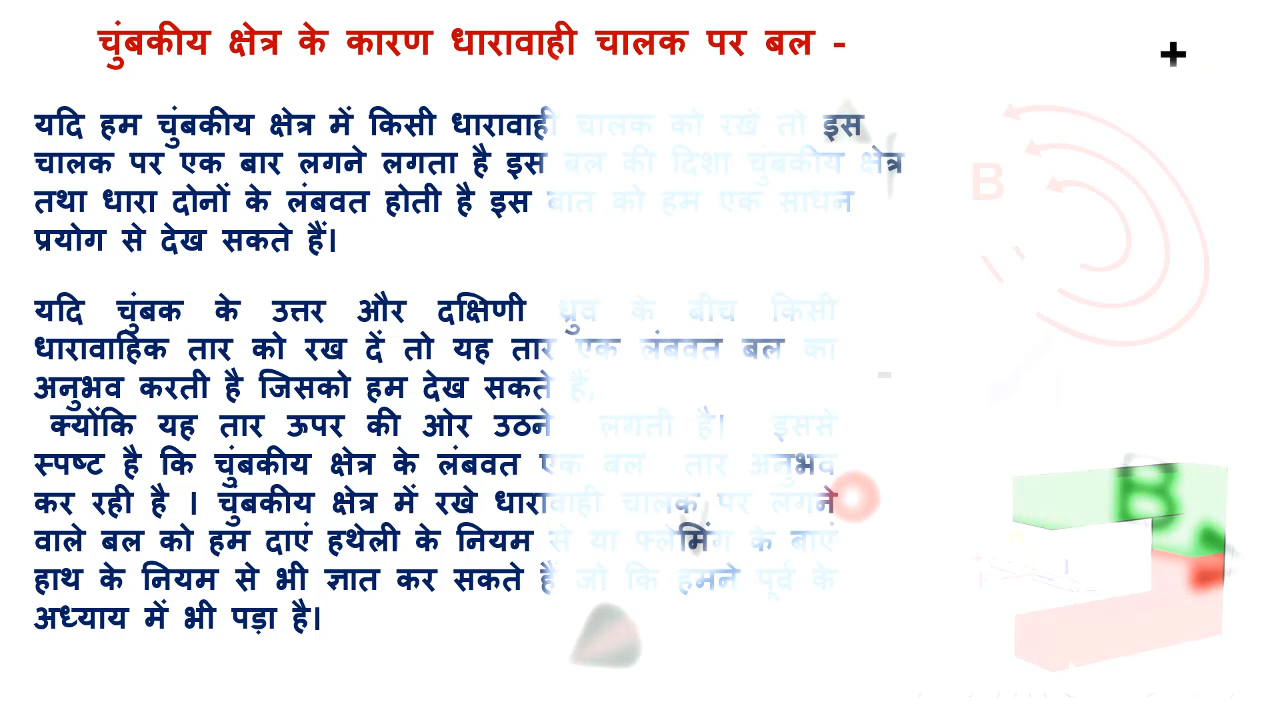 चुंबकीय क्षेत्र के कारण धारावाही चालक पर बल -
+
यदि हम चुंबकीय क्षेत्र में किसी धारावाही चालक को रखें तो इस
चालक पर एक बार लगने लगता है इस बल की दिशा चुंबकीय क्षेत्र
तथा धारा दोनों के लंबवत होती है इस बात को हम एक साधन
प्रयोग से देख सकते हैं।
B
यदि चुंबक के उत्तर और दक्षिणी ध्रुव के बीच किसी
धारावाहिक तार को रख दें तो यह तार एक लंबवत बल का
अनुभव करती है जिसको हम देख सकते हैं,
क्योंकि यह तार ऊपर की ओर उठने लगती है। इससे
स्पष्ट है कि चुंबकीय क्षेत्र के लंबवत एक बल तार अनुभव
कर रही है । चुंबकीय क्षेत्र में रखे धारावाही चालक पर लगने
वाले बल को हम दाएं हथेली के नियम से या फ्लेमिंग के बाएं
हाथ के नियम से भी ज्ञात कर सकते हैं जो कि हमने पूर्व के
अध्याय में भी पड़ा है।
B